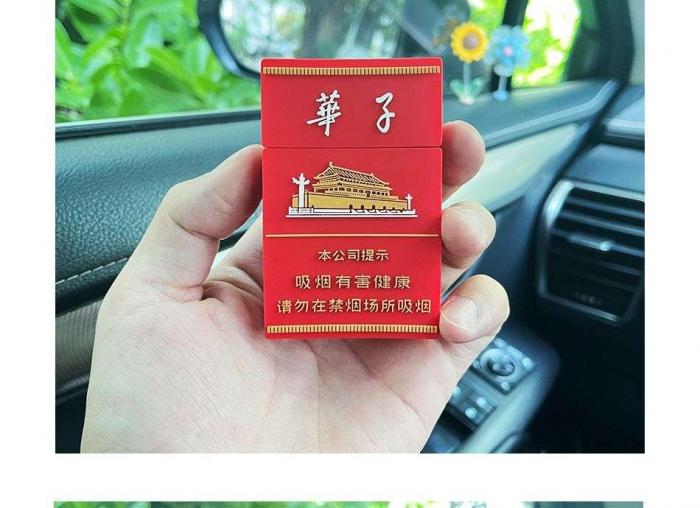 華子
本公司提示
吸烟有害健康
请勿在禁烟场所吸烟